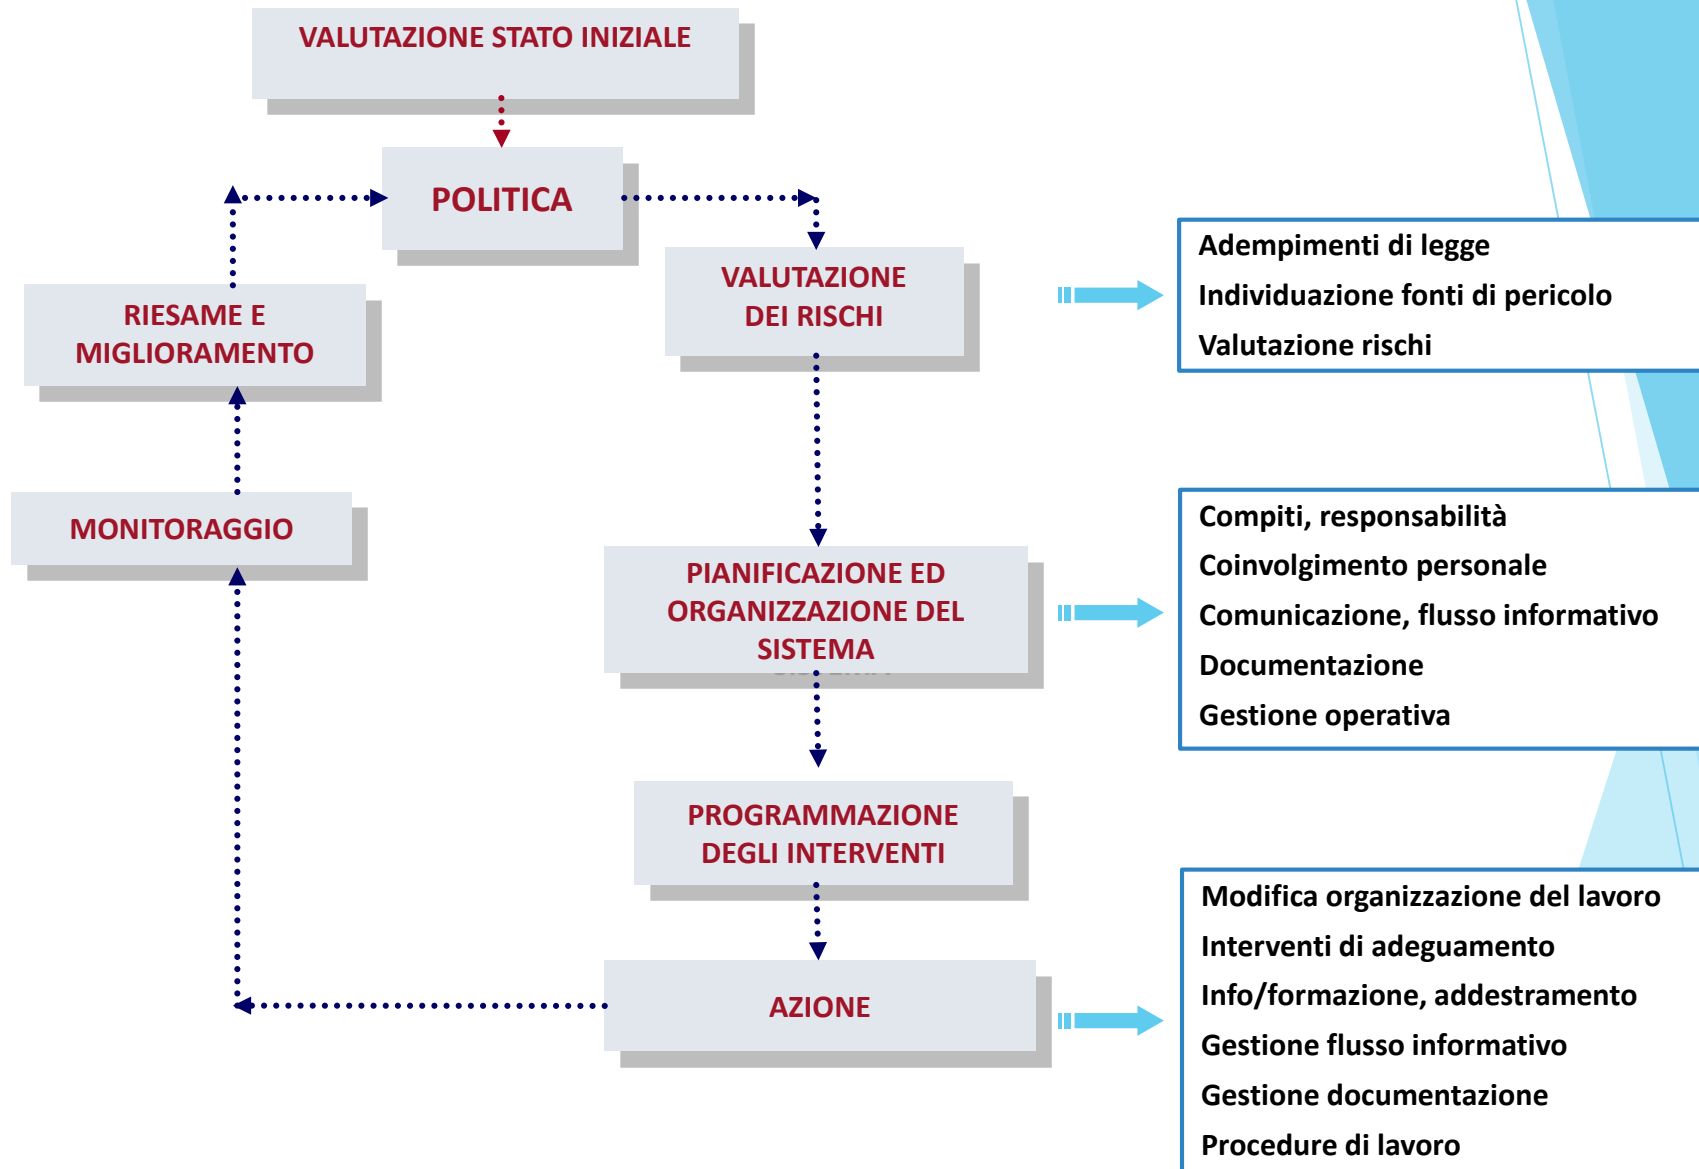 VALUTAZIONE STATO INIZIALE
POLITICA
VALUTAZIONE
DEI RISCHI
Adempimenti di legge
Individuazione fonti di pericolo
Valutazione rischi
RIESAME E
MIGLIORAMENTO
MONITORAGGIO
PIANIFICAZIONE ED
ORGANIZZAZIONE DEL
SISTEMA
Compiti, responsabilità
Coinvolgimento personale
Comunicazione, flusso informativo
Documentazione
Gestione operativa
PROGRAMMAZIONE
DEGLI INTERVENTI
AZIONE
Modifica organizzazione del lavoro
Interventi di adeguamento
Info/formazione, addestramento
Gestione flusso informativo
Gestione documentazione
Procedure di lavoro